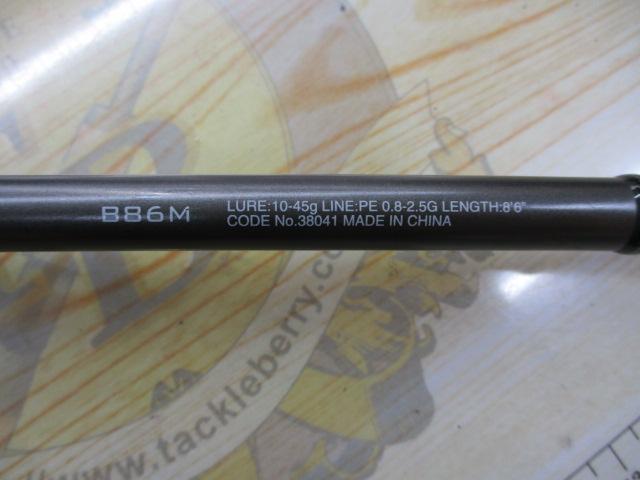 B86M
LURE:10-45g LINE:PE 0.8-2.5G LENGTH:8'6"
CODE No.38041 MADE IN CHINA
www.tackleberry.co